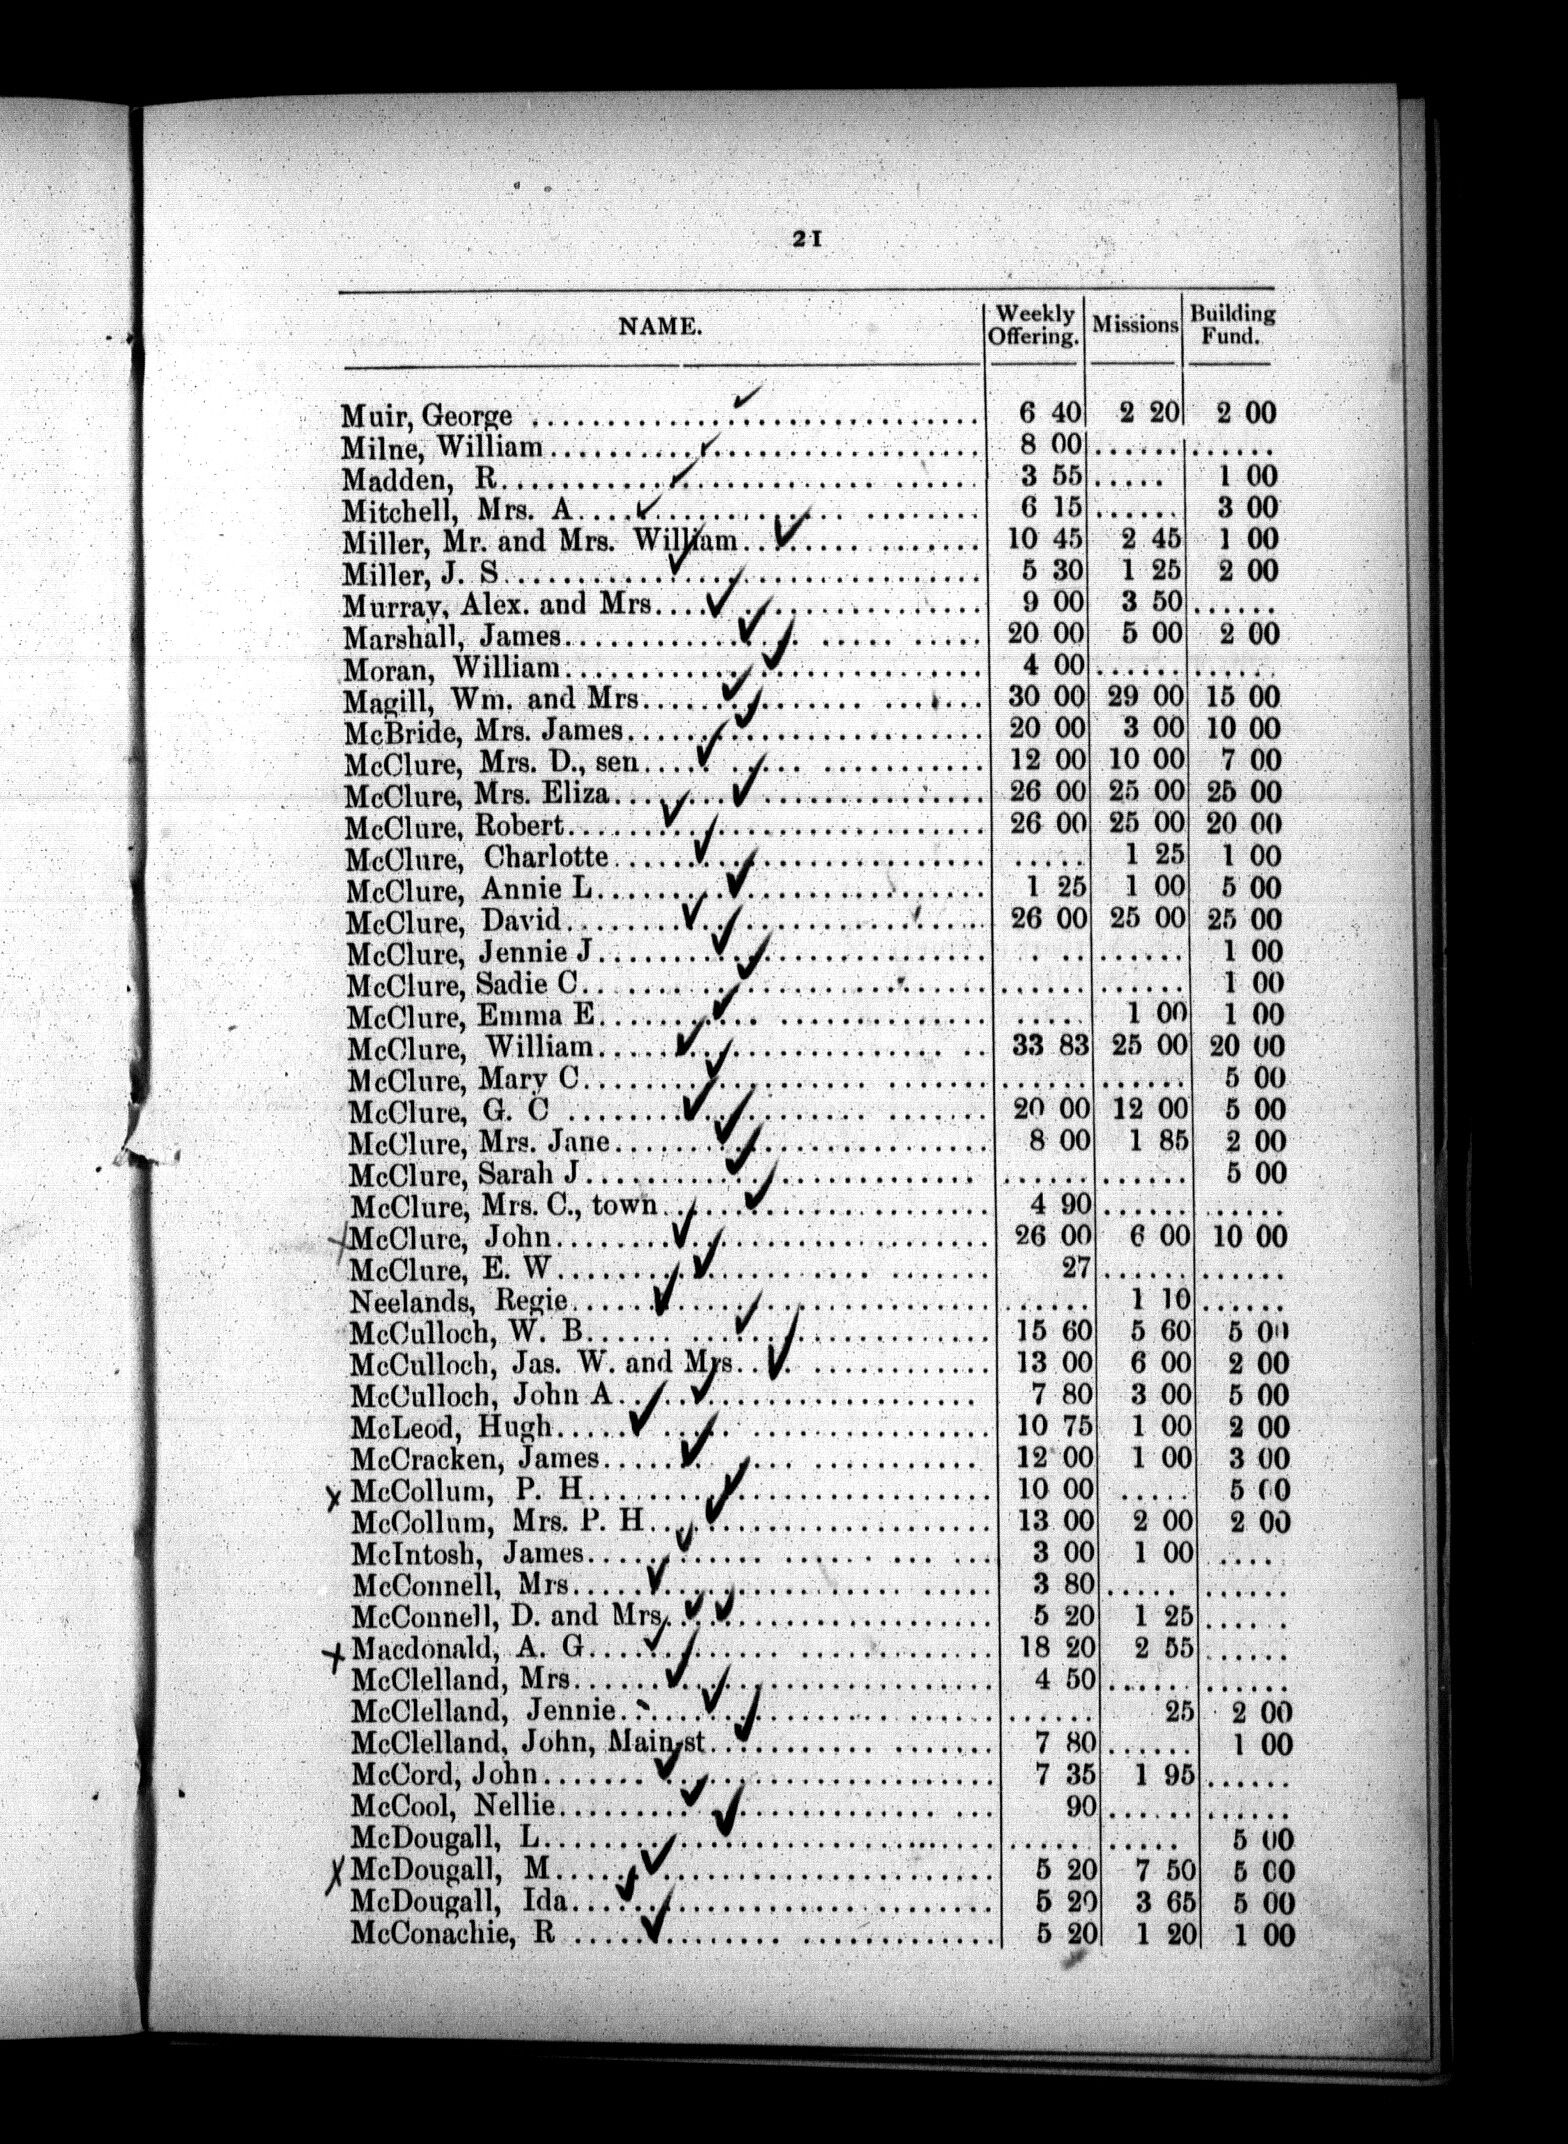 21
NAME. Weekly Offering. Missions Building Fund.
Muir, George 6 40 2 20 2 00
Milne, William 8 00 ...... ......
Madden, R 3 55 ..... 1 00
Mitchell, Mrs. A 6 15 ...... 3 00
Miller, Mr. and Mrs. William 10 45 2 45 1 00
Miller, J. S 5 30 1 25 2 00
Murray, Alex. and Mrs 9 00 3 50 ......
Marshall, James 20 00 5 00 2 00
Moran, William 4 00 ...... ......
Magill, Wm. and Mrs 30 00 29 00 15 00
McBride, Mrs. James 20 00 3 00 10 00
McClure, Mrs. D., sen 12 00 10 00 7 00
McClure, Mrs. Eliza 26 00 25 00 25 00
McClure, Robert 26 00 25 00 20 00
McClure, Charlotte ..... 1 25 1 00
McClure, Annie L 1 25 1 00 5 00
McClure, David 26 00 25 00 25 00
McClure, Jennie J ...... ...... 1 00
McClure, Sadie C ...... ...... 1 00
McClure, Emma E ..... 1 00 1 00
McClure, William 33 83 25 00 20 00
McClure, Mary C ...... ...... 5 00
McClure, G. C 20 00 12 00 5 00
McClure, Mrs. Jane 8 00 1 85 2 00
McClure, Sarah J ...... ...... 5 00
McClure, Mrs. C., town 4 90 ...... ......
McClure, John 26 00 6 00 10 00
McClure, E. W 27 ...... ......
Neelands, Regie ...... 1 10 ......
McCulloch, W. B 15 60 5 60 5 00
McCulloch, Jas. W. and Mrs 13 00 6 00 2 00
McCulloch, John A 7 80 3 00 5 00
McLeod, Hugh 10 75 1 00 2 00
McCracken, James 12 00 1 00 3 00
x McCollum, P. H 10 00 ..... 5 00
McCollum, Mrs. P. H 13 00 2 00 2 00
McIntosh, James 3 00 1 00 ....
McConnell, Mrs 3 80 ..... ......
McConnell, D. and Mrs 5 20 1 25 ......
x Macdonald, A. G 18 20 2 55 ......
McClelland, Mrs 4 50 ...... ......
McClelland, Jennie ...... 25 2 00
McClelland, John, Main-st 7 80 ...... 1 00
McCord, John 7 35 1 95 ......
McCool, Nellie 90 ...... ......
McDougall, L ...... ..... 5 00
x McDougall, M 5 20 7 50 5 00
McDougall, Ida 5 20 3 65 5 00
McConachie, R 5 20 1 20 1 00